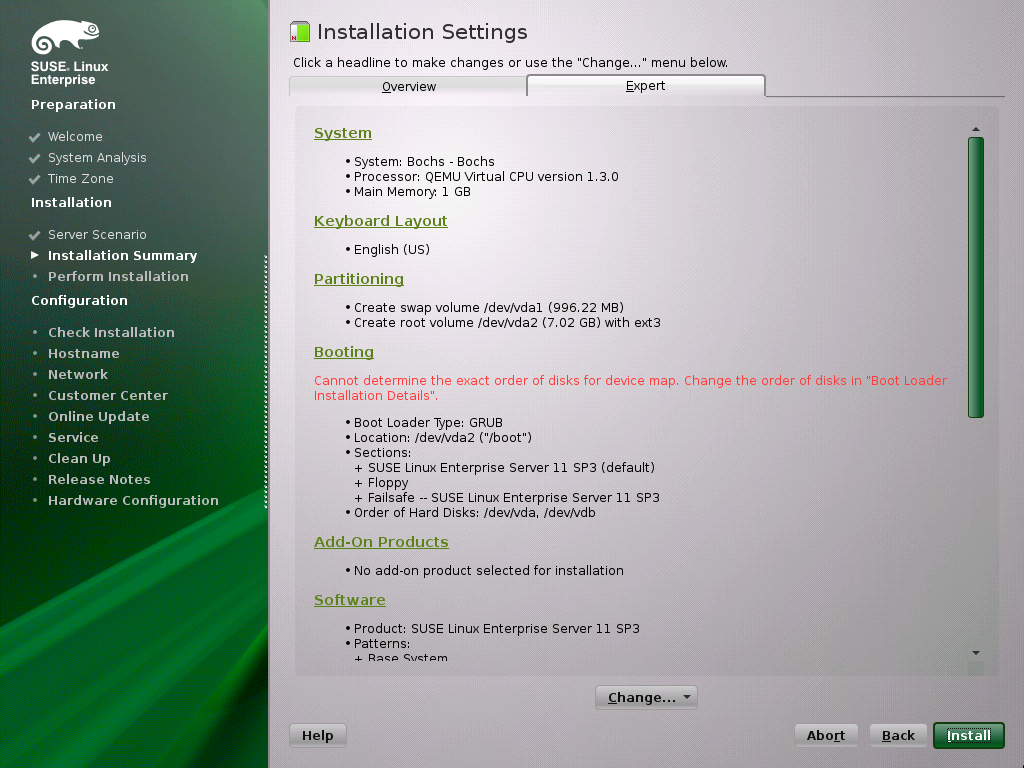 SUSE. Linux
Enterprise
Preparation
Welcome
System Analysis
Time Zone
Installation
Server Scenario
Installation Summary
Perform Installation
Configuration
Check Installation
Hostname
Network
Customer Center
Online Update
Service
Clean Up
Release Notes
Hardware Configuration
Installation Settings
Click a headline to make changes or use the "Change..." menu below.
Overview
Expert
System
• System: Bochs - Bochs
• Processor: QEMU Virtual CPU version 1.3.0
• Main Memory: 1 GB
Keyboard Layout
• English (US)
Partitioning
• Create swap volume /dev/vda1 (996.22 MB)
• Create root volume /dev/vda2 (7.02 GB) with ext3
Booting
Cannot determine the exact order of disks for device map. Change the order of disks in "Boot Loader
Installation Details".
• Boot Loader Type: GRUB
• Location: /dev/vda2 ("/boot")
• Sections:
+ SUSE Linux Enterprise Server 11 SP3 (default)
+ Floppy
+ Failsafe -- SUSE Linux Enterprise Server 11 SP3
• Order of Hard Disks: /dev/vda, /dev/vdb
Add-On Products
• No add-on product selected for installation
Software
• Product: SUSE Linux Enterprise Server 11 SP3
• Patterns:
+ Base System
Change...
Help
Abort
Back
Install